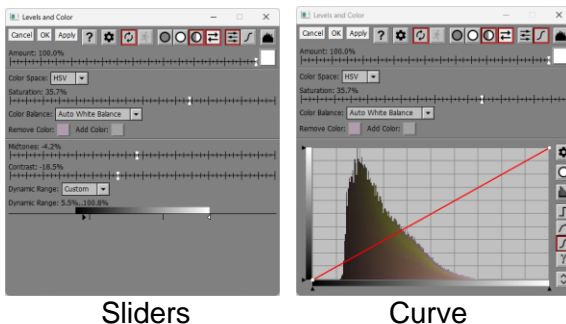 Levels and Color
Cancel OK Apply ?
Amount: 100.0%
Color Space: HSV
Saturation: 35.7%
Color Balance: Auto White Balance
Remove Color: Add Color:
Midtones: -4.2%
Contrast: -18.5%
Dynamic Range: Custom
Dynamic Range: 5.5%..100.8%
Sliders
Levels and Color
Cancel OK Apply ?
Amount: 100.0%
Color Space: HSV
Saturation: 35.7%
Color Balance: Auto White Balance
Remove Color: Add Color:
Curve